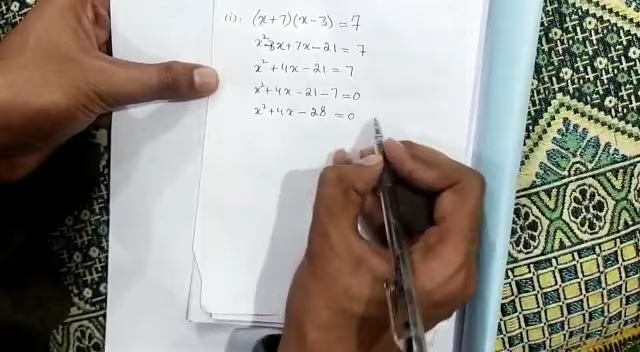 (i): (x+7)(x-3) = 7
x²-3x+7x-21 = 7
x²+4x-21 = 7
x²+4x-21-7=0
x²+4x-28 =0